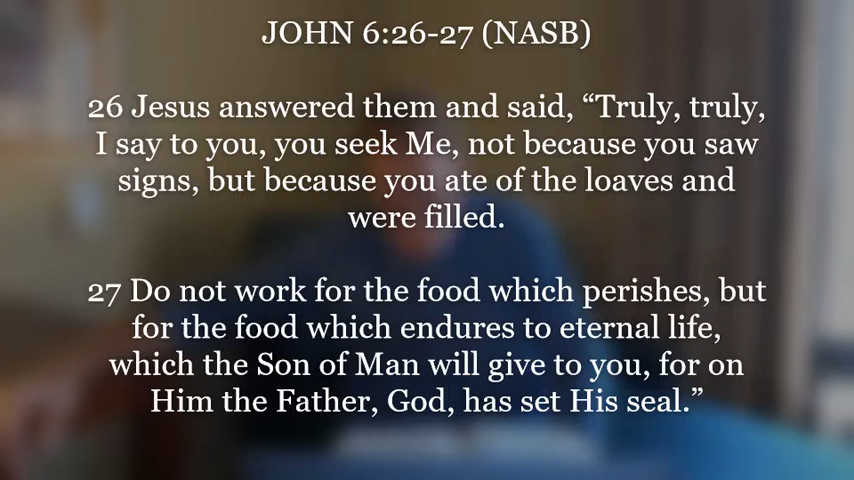 JOHN 6:26-27 (NASB)
26 Jesus answered them and said, “Truly, truly,
I say to you, you seek Me, not because you saw
signs, but because you ate of the loaves and
were filled.
27 Do not work for the food which perishes, but
for the food which endures to eternal life,
which the Son of Man will give to you, for on
Him the Father, God, has set His seal.”